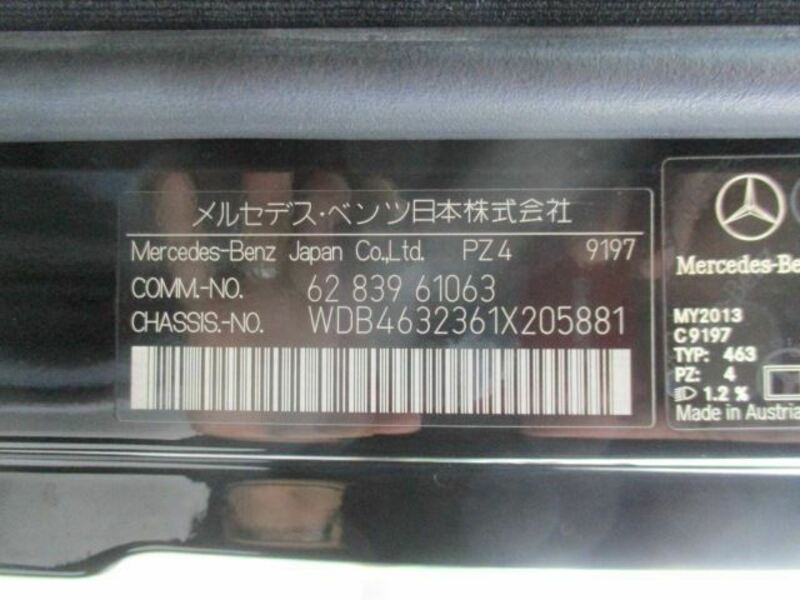 メルセデス・ベンツ日本株式会社
Mercedes-Benz Japan Co.,Ltd. PZ4 9197
COMM.-NO. 62 839 61063
CHASSIS.-NO. WDB4632361X205881
MY2013
C9197
TYP: 463
PZ: 4
1.2 %
Made in Austria